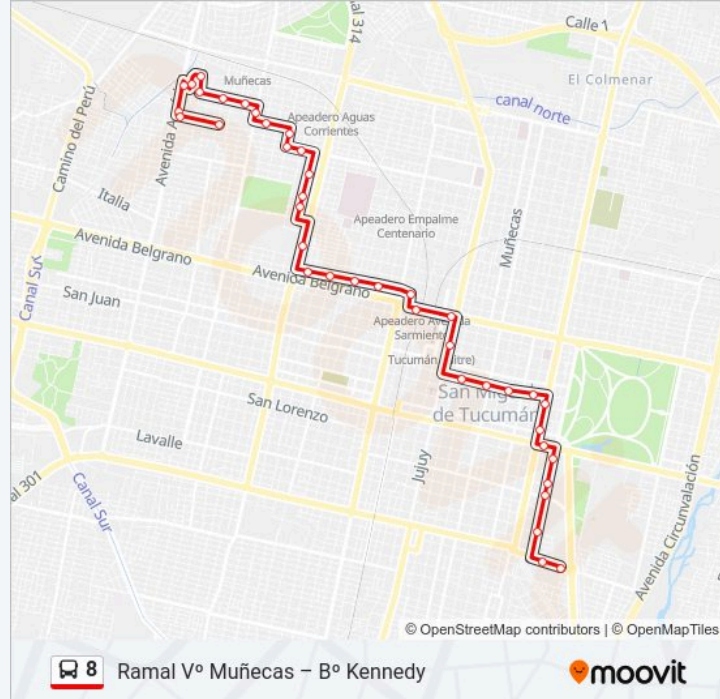 al 314
Calle 1
Muñecas
El Colmenar
canal norte
Apeadero Aguas
Corrientes
Camino del Perú
Avenida A
Italia
Apeadero Empalme
Centenario
Muñecas
Avenida Belgrano
Canal Sur
Avenida Belgrano
San Juan
Apeadero Avenida
Sarmiento
Tucumán (Mitre)
San Miguel
de Tucumán
San Lorenzo
Lavalle
Jujuy
al 301
Canal Sur
Avenida Circunvalación
© OpenStreetMap contributors | © OpenMapTiles
8 Ramal Vº Muñecas – Bº Kennedy
moovit